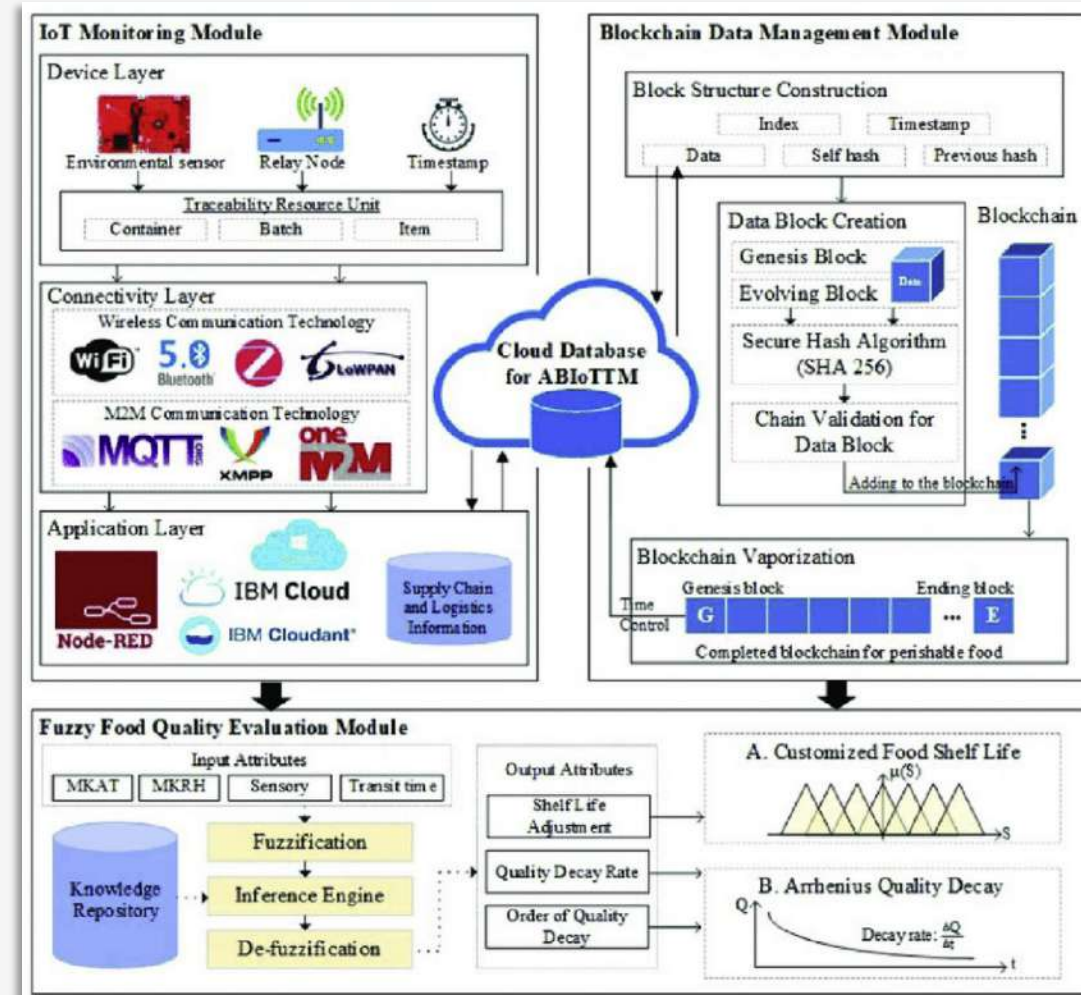 IoT Monitoring Module
Device Layer
Environmental sensor
Relay Node
Timestamp
Traceability Resource Unit
Container
Batch
Item
Connectivity Layer
Wireless Communication Technology
WiFi
5.0
Bluetooth
6LoWPAN
M2M Communication Technology
MQTT.ORG
XMPP
one
M2M
Application Layer
Node-RED
IBM Cloud
IBM Cloudant
Supply Chain
and Logistics
Information
Cloud Database
for ABIoTTM
Blockchain Data Management Module
Block Structure Construction
Index
Timestamp
Data
Self hash
Previous hash
Data Block Creation
Genesis Block
Evolving Block
Data
Secure Hash Algorithm
(SHA 256)
Chain Validation for
Data Block
Adding to the blockchain
Blockchain
Blockchain Vaporization
Genesis block
Ending block
Time
Control
G
... E
Completed blockchain for perishable food
Fuzzy Food Quality Evaluation Module
Input Attributes
MKAT
MKRH
Sensory
Transit time
Knowledge
Repository
Fuzzification
Inference Engine
De-fuzzification
Output Attributes
Shelf Life
Adjustment
Quality Decay Rate
Order of Quality
Decay
A. Customized Food Shelf Life
μ(S)
S
B. Arrhenius Quality Decay
Q
Decay rate: ΔQ/Δt
t